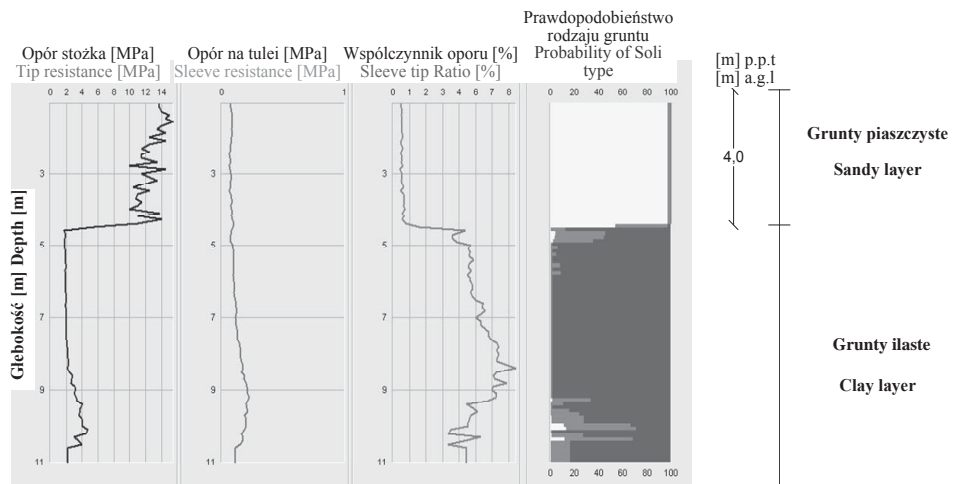 Opór stożka [MPa]
Tip resistance [MPa]
Opór na tulei [MPa]
Sleeve resistance [MPa]
Wspólczynnik oporu [%]
Sleeve tip Ratio [%]
Prawdopodobieństwo
rodzaju gruntu
Probability of Soli
type
[m] p.p.t
[m] a.g.l
0 2 4 6 8 10 12 14
0 1
0 1 2 3 4 5 6 7 8
0 20 40 60 80 100
3 3 3
5 5 5
7 7 7
9 9 9
11 11 11
Głebokość [m] Depth [m]
0 20 40 60 80 100
4,0
Grunty piaszczyste
Sandy layer
Grunty ilaste
Clay layer